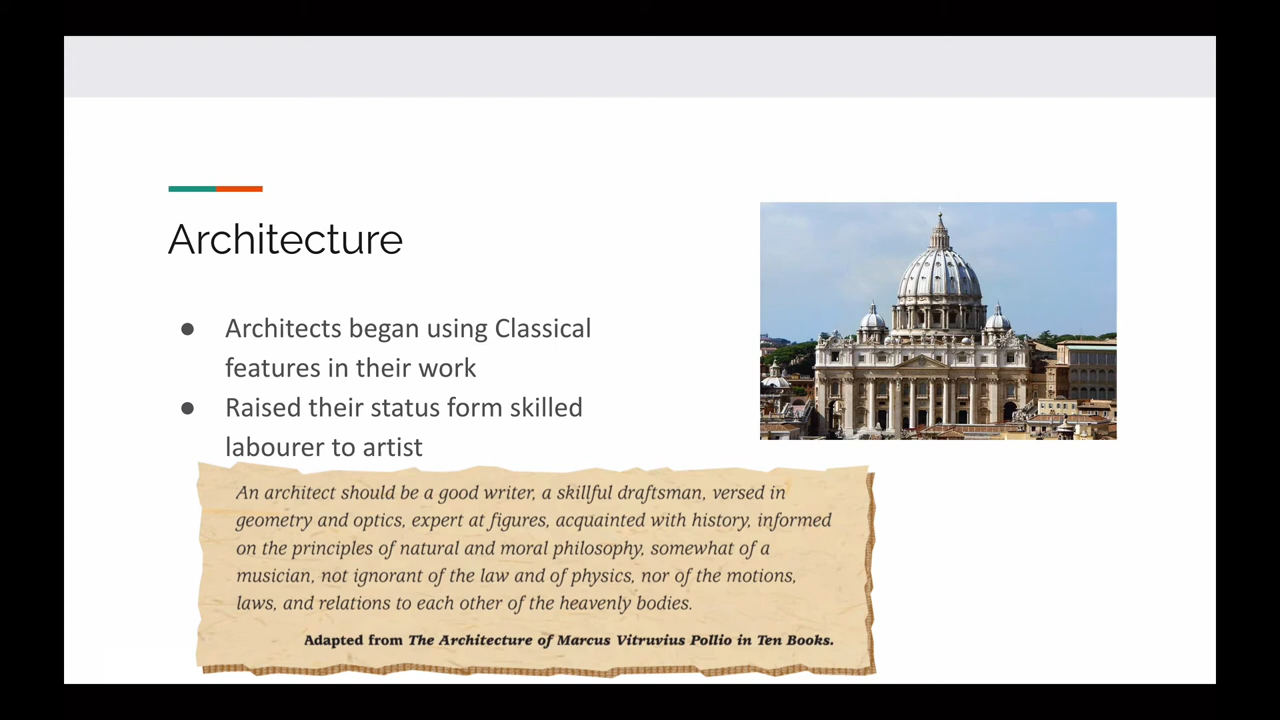 Architecture
● Architects began using Classical
features in their work
● Raised their status form skilled
labourer to artist
An architect should be a good writer, a skillful draftsman, versed in
geometry and optics, expert at figures, acquainted with history, informed
on the principles of natural and moral philosophy, somewhat of a
musician, not ignorant of the law and of physics, nor of the motions,
laws, and relations to each other of the heavenly bodies.
Adapted from The Architecture of Marcus Vitruvius Pollio in Ten Books.